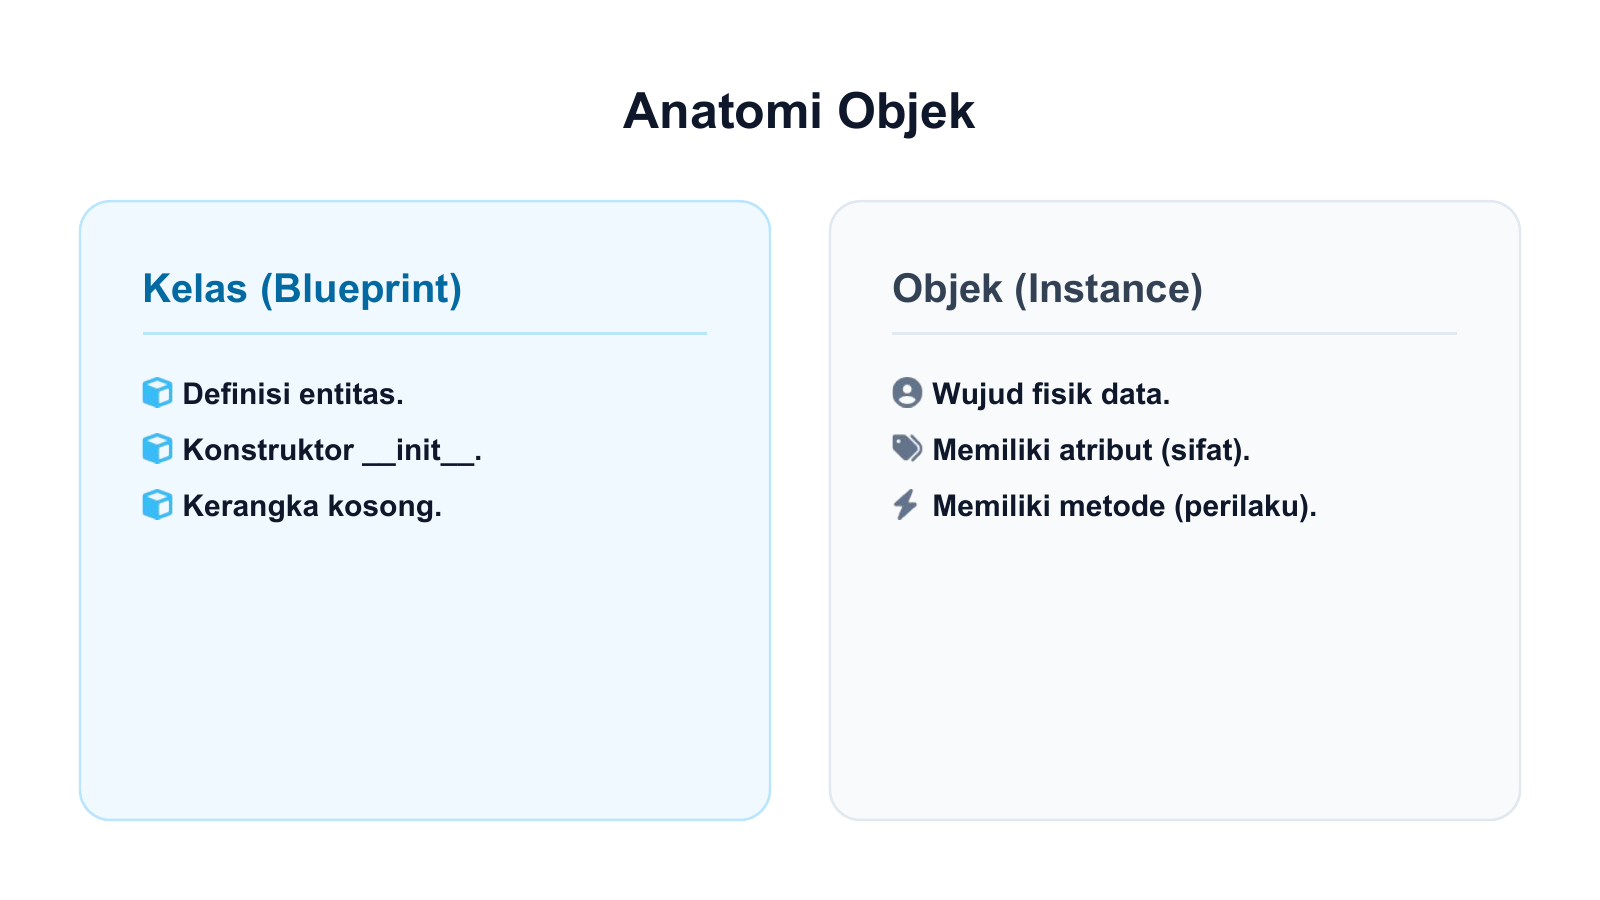 Anatomi Objek
Kelas (Blueprint)
Definisi entitas.
Konstruktor __init__.
Kerangka kosong.
Objek (Instance)
Wujud fisik data.
Memiliki atribut (sifat).
Memiliki metode (perilaku).